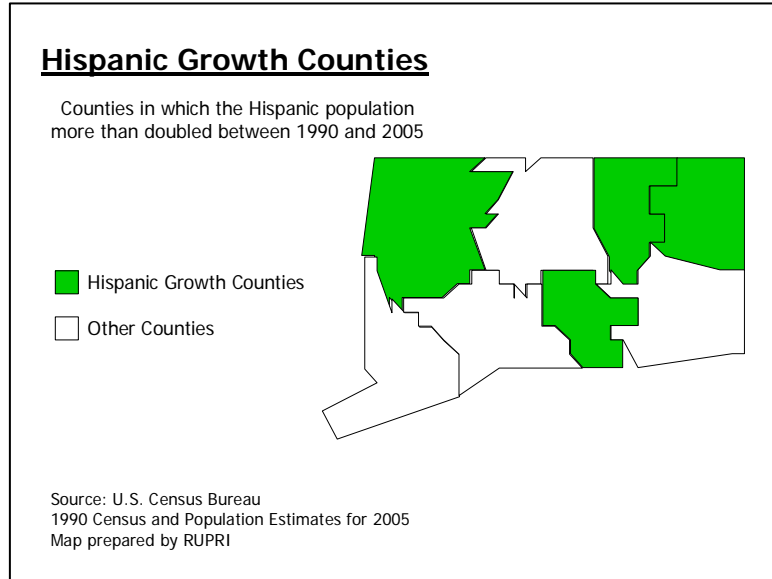 Hispanic Growth Counties
Counties in which the Hispanic population
more than doubled between 1990 and 2005
Hispanic Growth Counties
Other Counties
Source: U.S. Census Bureau
1990 Census and Population Estimates for 2005
Map prepared by RUPRI